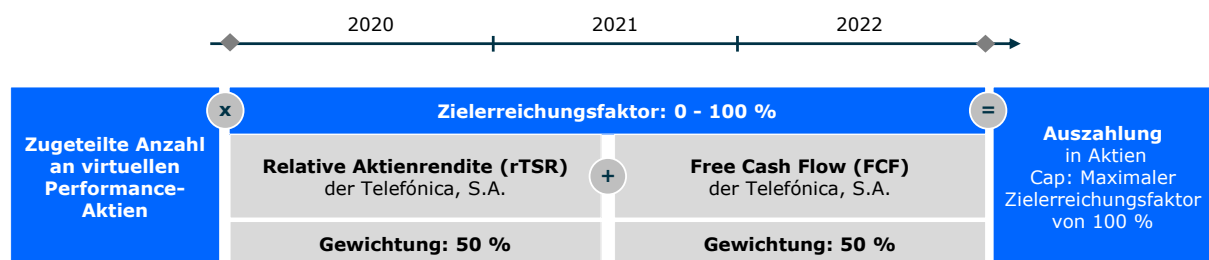 2020
2021
2022
Zugeteilte Anzahl
an virtuellen
Performance-
Aktien
x
Zielerreichungsfaktor: 0 - 100 %
=
Relative Aktienrendite (rTSR)
der Telefónica, S.A.
+
Free Cash Flow (FCF)
der Telefónica, S.A.
Gewichtung: 50 %
Gewichtung: 50 %
Auszahlung
in Aktien
Cap: Maximaler
Zielerreichungsfaktor
von 100 %